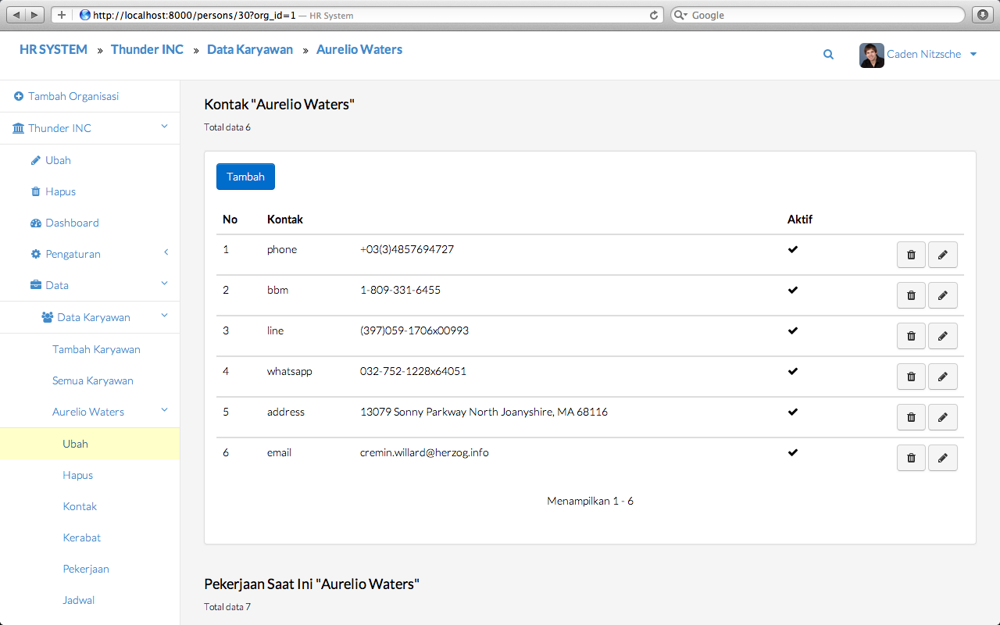 http://localhost:8000/persons/30?org_id=1 — HR System
Google
HR SYSTEM » Thunder INC » Data Karyawan » Aurelio Waters
Caden Nitzsche
Tambah Organisasi
Thunder INC
Ubah
Hapus
Dashboard
Pengaturan
Data
Data Karyawan
Tambah Karyawan
Semua Karyawan
Aurelio Waters
Ubah
Hapus
Kontak
Kerabat
Pekerjaan
Jadwal
Kontak "Aurelio Waters"
Total data 6
Tambah
No Kontak Aktif
1 phone +03(3)4857694727
2 bbm 1-809-331-6455
3 line (397)059-1706x00993
4 whatsapp 032-752-1228x64051
5 address 13079 Sonny Parkway North Joanyshire, MA 68116
6 email cremin.willard@herzog.info
Menampilkan 1 - 6
Pekerjaan Saat Ini "Aurelio Waters"
Total data 7